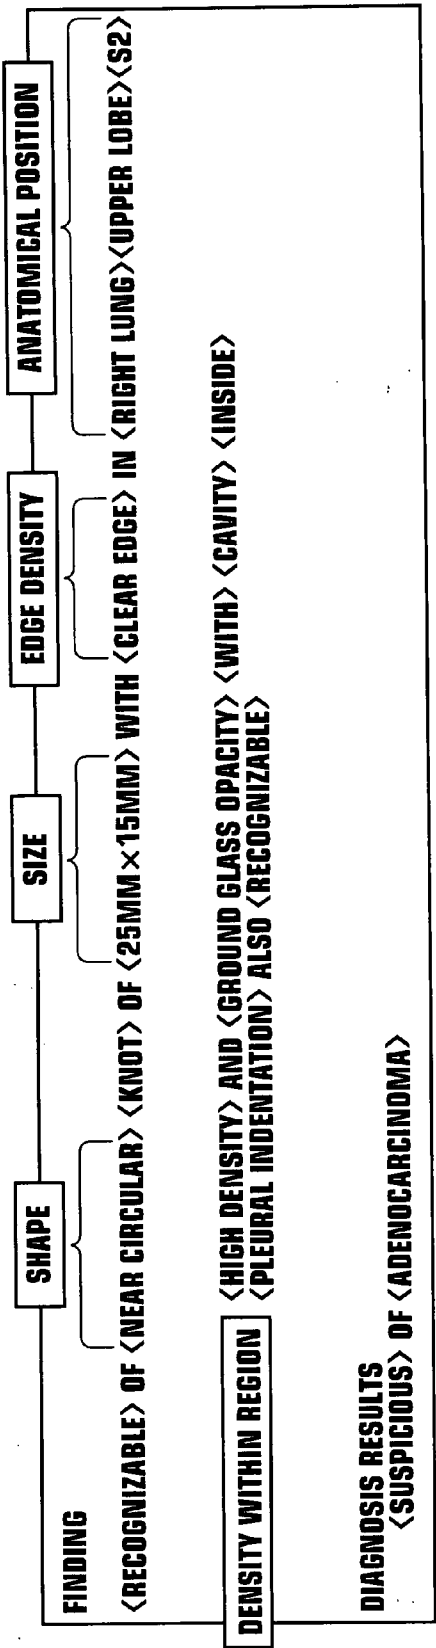 SHAPE
SIZE
EDGE DENSITY
ANATOMICAL POSITION
FINDING
<RECOGNIZABLE> OF <NEAR CIRCULAR> <KNOT> OF <25MM×15MM> WITH <CLEAR EDGE> IN <RIGHT LUNG><UPPER LOBE><S2>
DENSITY WITHIN REGION
<HIGH DENSITY> AND <GROUND GLASS OPACITY> <WITH> <CAVITY> <INSIDE>
<PLEURAL INDENTATION> ALSO <RECOGNIZABLE>
DIAGNOSIS RESULTS
<SUSPICIOUS> OF <ADENOCARCINOMA>